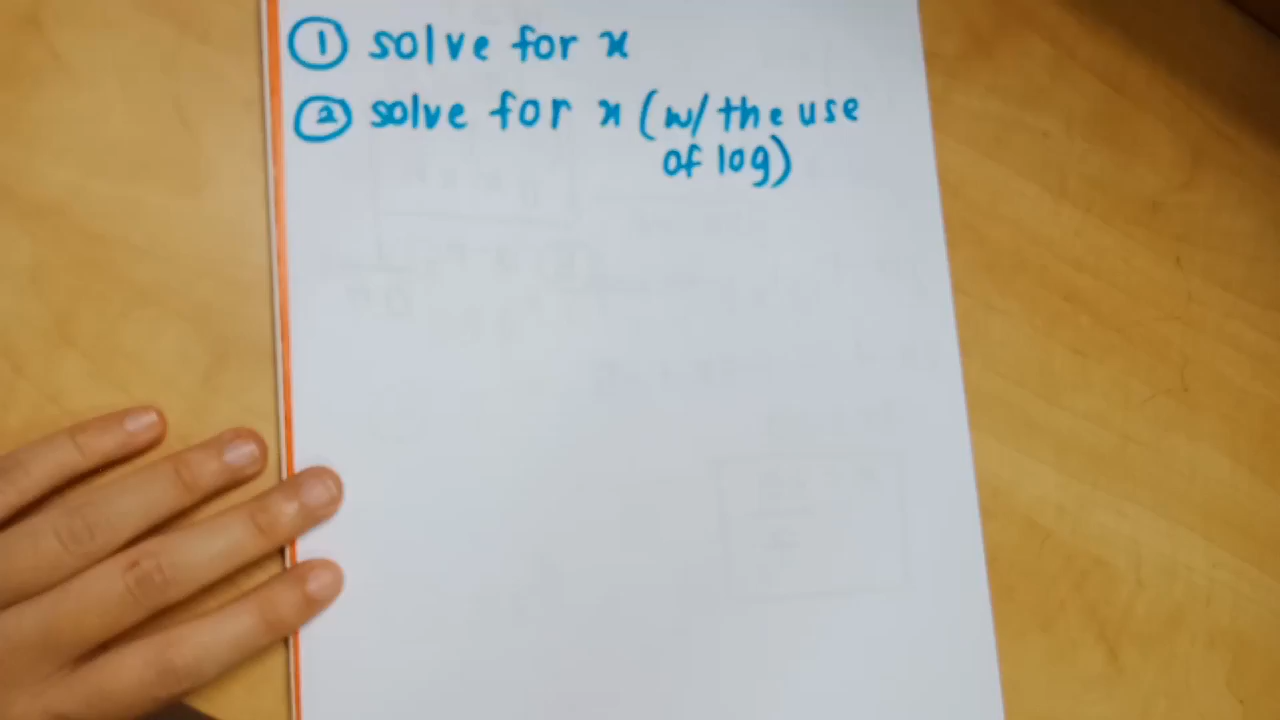 ① solve for x
② solve for x (w/ the use
of log)